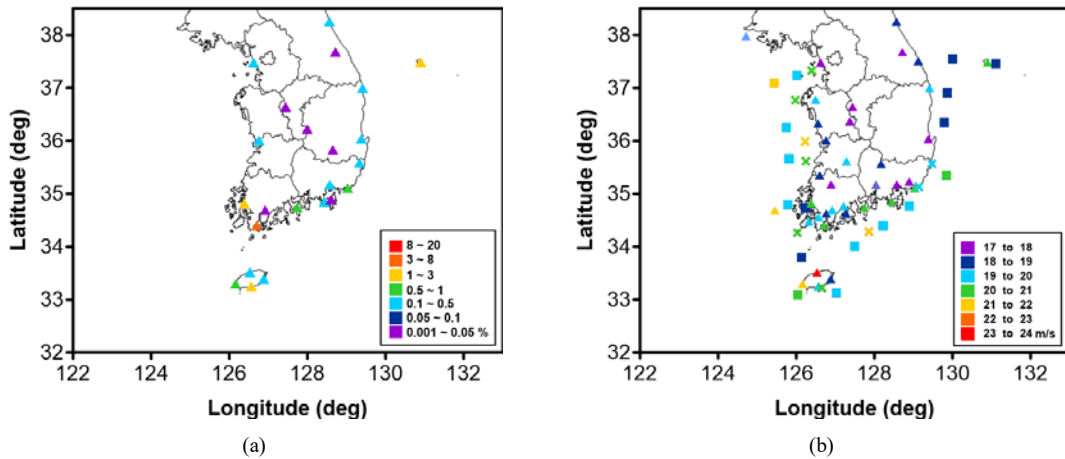 38
37
36
35
34
33
32
122
124
126
128
130
132
Latitude (deg)
Longitude (deg)
8 ~ 20
3 ~ 8
1 ~ 3
0.5 ~ 1
0.1 ~ 0.5
0.05 ~ 0.1
0.001 ~ 0.05 %
(a)
38
37
36
35
34
33
32
122
124
126
128
130
132
Latitude (deg)
Longitude (deg)
17 to 18
18 to 19
19 to 20
20 to 21
21 to 22
22 to 23
23 to 24 m/s
(b)